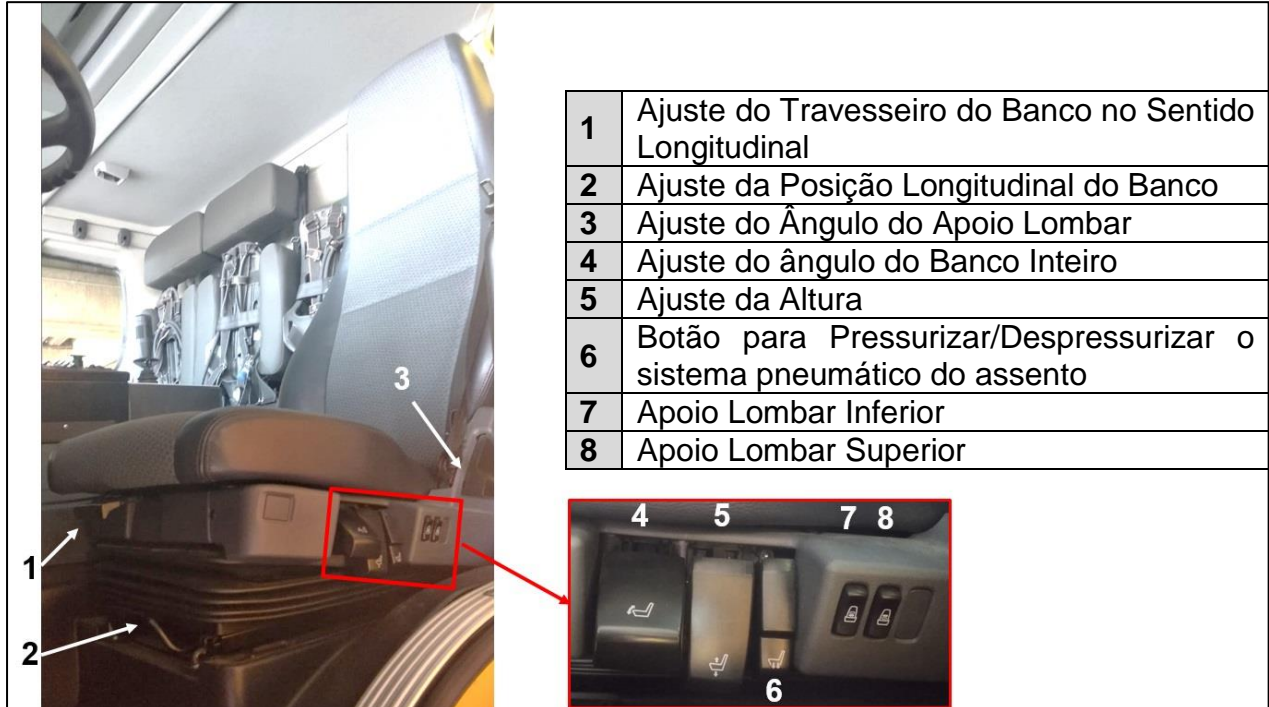 1 Ajuste do Travesseiro do Banco no Sentido
Longitudinal
2 Ajuste da Posição Longitudinal do Banco
3 Ajuste do Ângulo do Apoio Lombar
4 Ajuste do ângulo do Banco Inteiro
5 Ajuste da Altura
6 Botão para Pressurizar/Despressurizar o
sistema pneumático do assento
7 Apoio Lombar Inferior
8 Apoio Lombar Superior
3
1
2
4 5 7 8
6